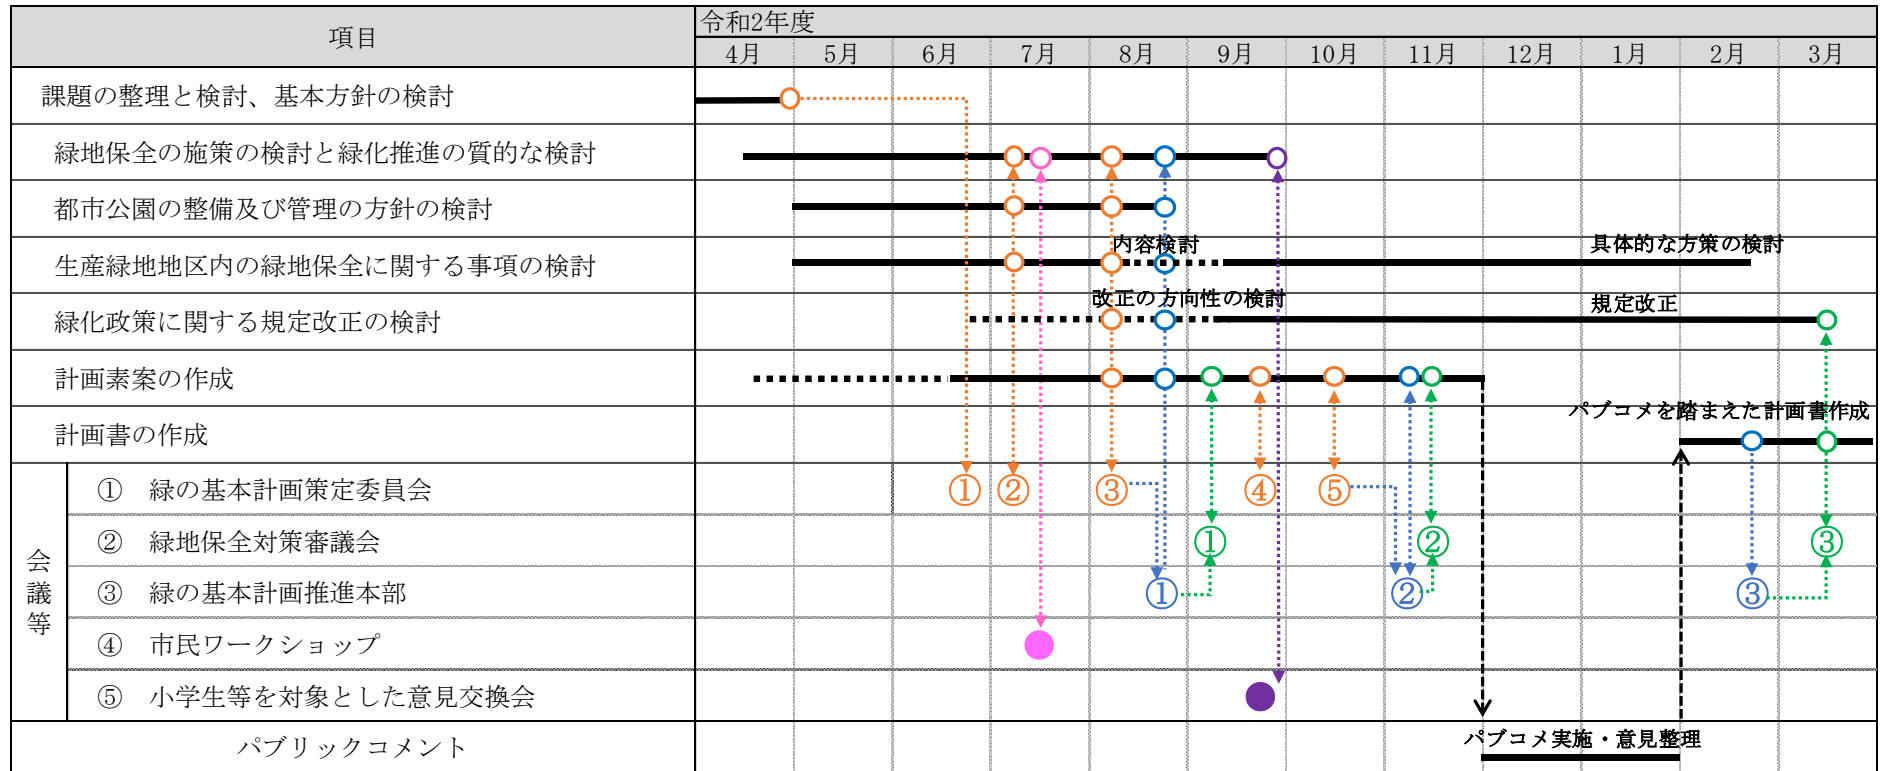 項目
令和2年度
4月 5月 6月 7月 8月 9月 10月 11月 12月 1月 2月 3月
課題の整理と検討、基本方針の検討
緑地保全の施策の検討と緑化推進の質的な検討
都市公園の整備及び管理の方針の検討
内容検討
具体的な方策の検討
生産緑地地区内の緑地保全に関する事項の検討
改正の方向性の検討
規定改正
緑化政策に関する規定改正の検討
計画素案の作成
パブコメを踏まえた計画書作成
計画書の作成
会議等
① 緑の基本計画策定委員会
① ② ③ ④ ⑤
② 緑地保全対策審議会
① ② ③
③ 緑の基本計画推進本部
① ② ③
④ 市民ワークショップ
⑤ 小学生等を対象とした意見交換会
パブリックコメント
パブコメ実施・意見整理